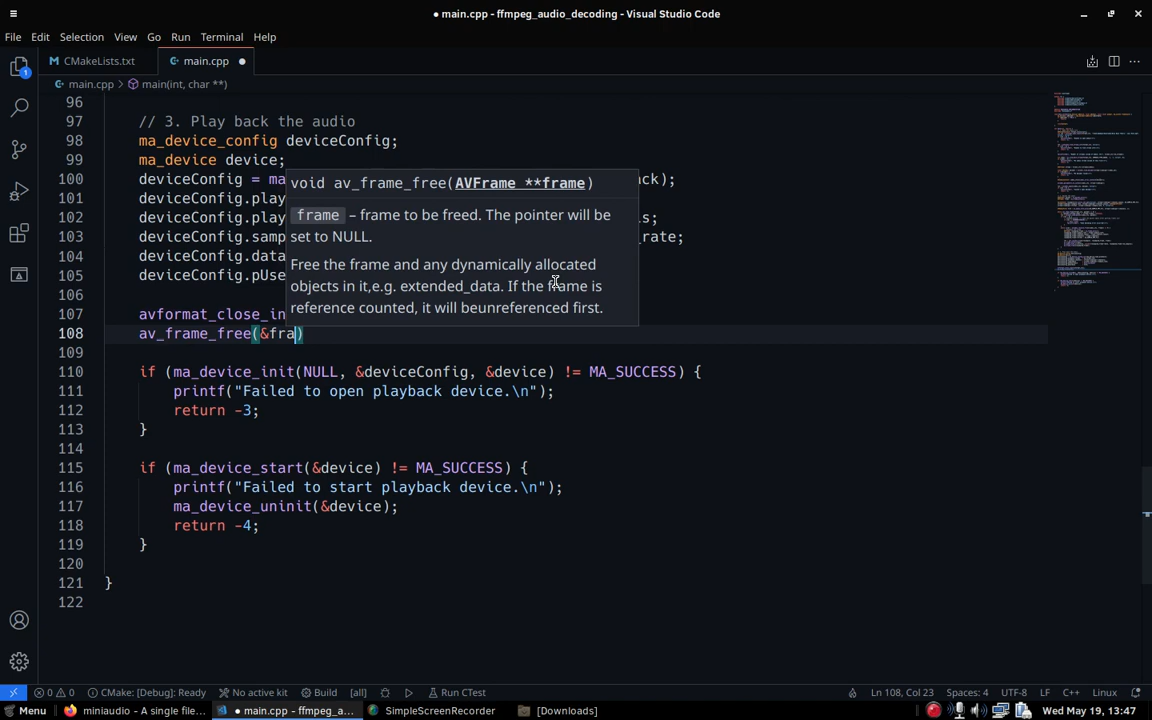 ● main.cpp - ffmpeg_audio_decoding - Visual Studio Code
File Edit Selection View Go Run Terminal Help
M CMakeLists.txt main.cpp ●
main.cpp > main(int, char **)
96
97 // 3. Play back the audio
98 ma_device_config deviceConfig;
99 ma_device device;
100 deviceConfig = ma ck);
101 deviceConfig.play
102 deviceConfig.play s;
103 deviceConfig.samp _rate;
104 deviceConfig.data
105 deviceConfig.pUse
void av_frame_free(AVFrame **frame)
frame – frame to be freed. The pointer will be
set to NULL.
Free the frame and any dynamically allocated
objects in it,e.g. extended_data. If the frame is
reference counted, it will beunreferenced first.
106
107 avformat_close_in
108 av_frame_free(&fra)
109
110 if (ma_device_init(NULL, &deviceConfig, &device) != MA_SUCCESS) {
111 printf("Failed to open playback device.\n");
112 return -3;
113 }
114
115 if (ma_device_start(&device) != MA_SUCCESS) {
116 printf("Failed to start playback device.\n");
117 ma_device_uninit(&device);
118 return -4;
119 }
120
121 }
122
0 0 CMake: [Debug]: Ready No active kit Build [all] Run CTest Ln 108, Col 23 Spaces: 4 UTF-8 LF C++ Linux
Menu miniaudio - A single file... ● main.cpp - ffmpeg_a... SimpleScreenRecorder [Downloads] Wed May 19, 13:47